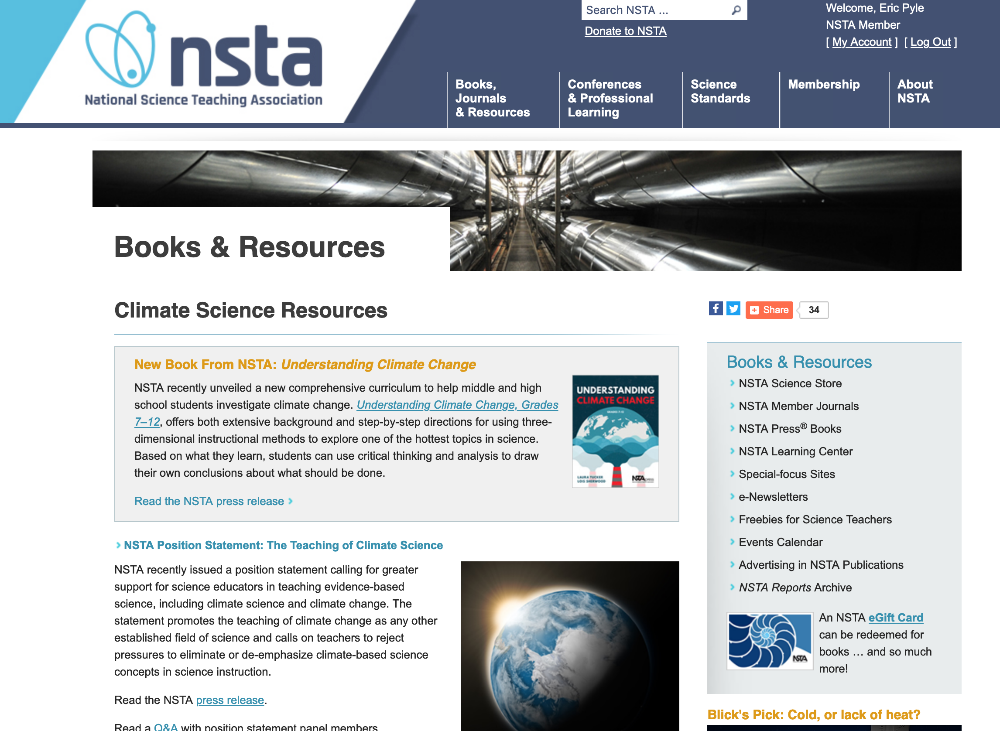 nsta
National Science Teaching Association
Search NSTA ...
Donate to NSTA
Welcome, Eric Pyle
NSTA Member
[ My Account ] [ Log Out ]
Books,
Journals
& Resources
Conferences
& Professional
Learning
Science
Standards
Membership
About
NSTA
Books & Resources
Climate Science Resources
New Book From NSTA: Understanding Climate Change
NSTA recently unveiled a new comprehensive curriculum to help middle and high
school students investigate climate change. Understanding Climate Change, Grades
7–12, offers both extensive background and step-by-step directions for using three-
dimensional instructional methods to explore one of the hottest topics in science.
Based on what they learn, students can use critical thinking and analysis to draw
their own conclusions about what should be done.
Read the NSTA press release
UNDERSTANDING
CLIMATE CHANGE
GRADES 7-12
LAURA TUCKER
LOIS SHERWOOD
NSTApress
NSTA Position Statement: The Teaching of Climate Science
NSTA recently issued a position statement calling for greater
support for science educators in teaching evidence-based
science, including climate science and climate change. The
statement promotes the teaching of climate change as any other
established field of science and calls on teachers to reject
pressures to eliminate or de-emphasize climate-based science
concepts in science instruction.
Read the NSTA press release.
Read a Q&A with position statement panel members
Share
34
Books & Resources
NSTA Science Store
NSTA Member Journals
NSTA Press® Books
NSTA Learning Center
Special-focus Sites
e-Newsletters
Freebies for Science Teachers
Events Calendar
Advertising in NSTA Publications
NSTA Reports Archive
NSTA
An NSTA eGift Card
can be redeemed for
books … and so much
more!
Blick's Pick: Cold, or lack of heat?